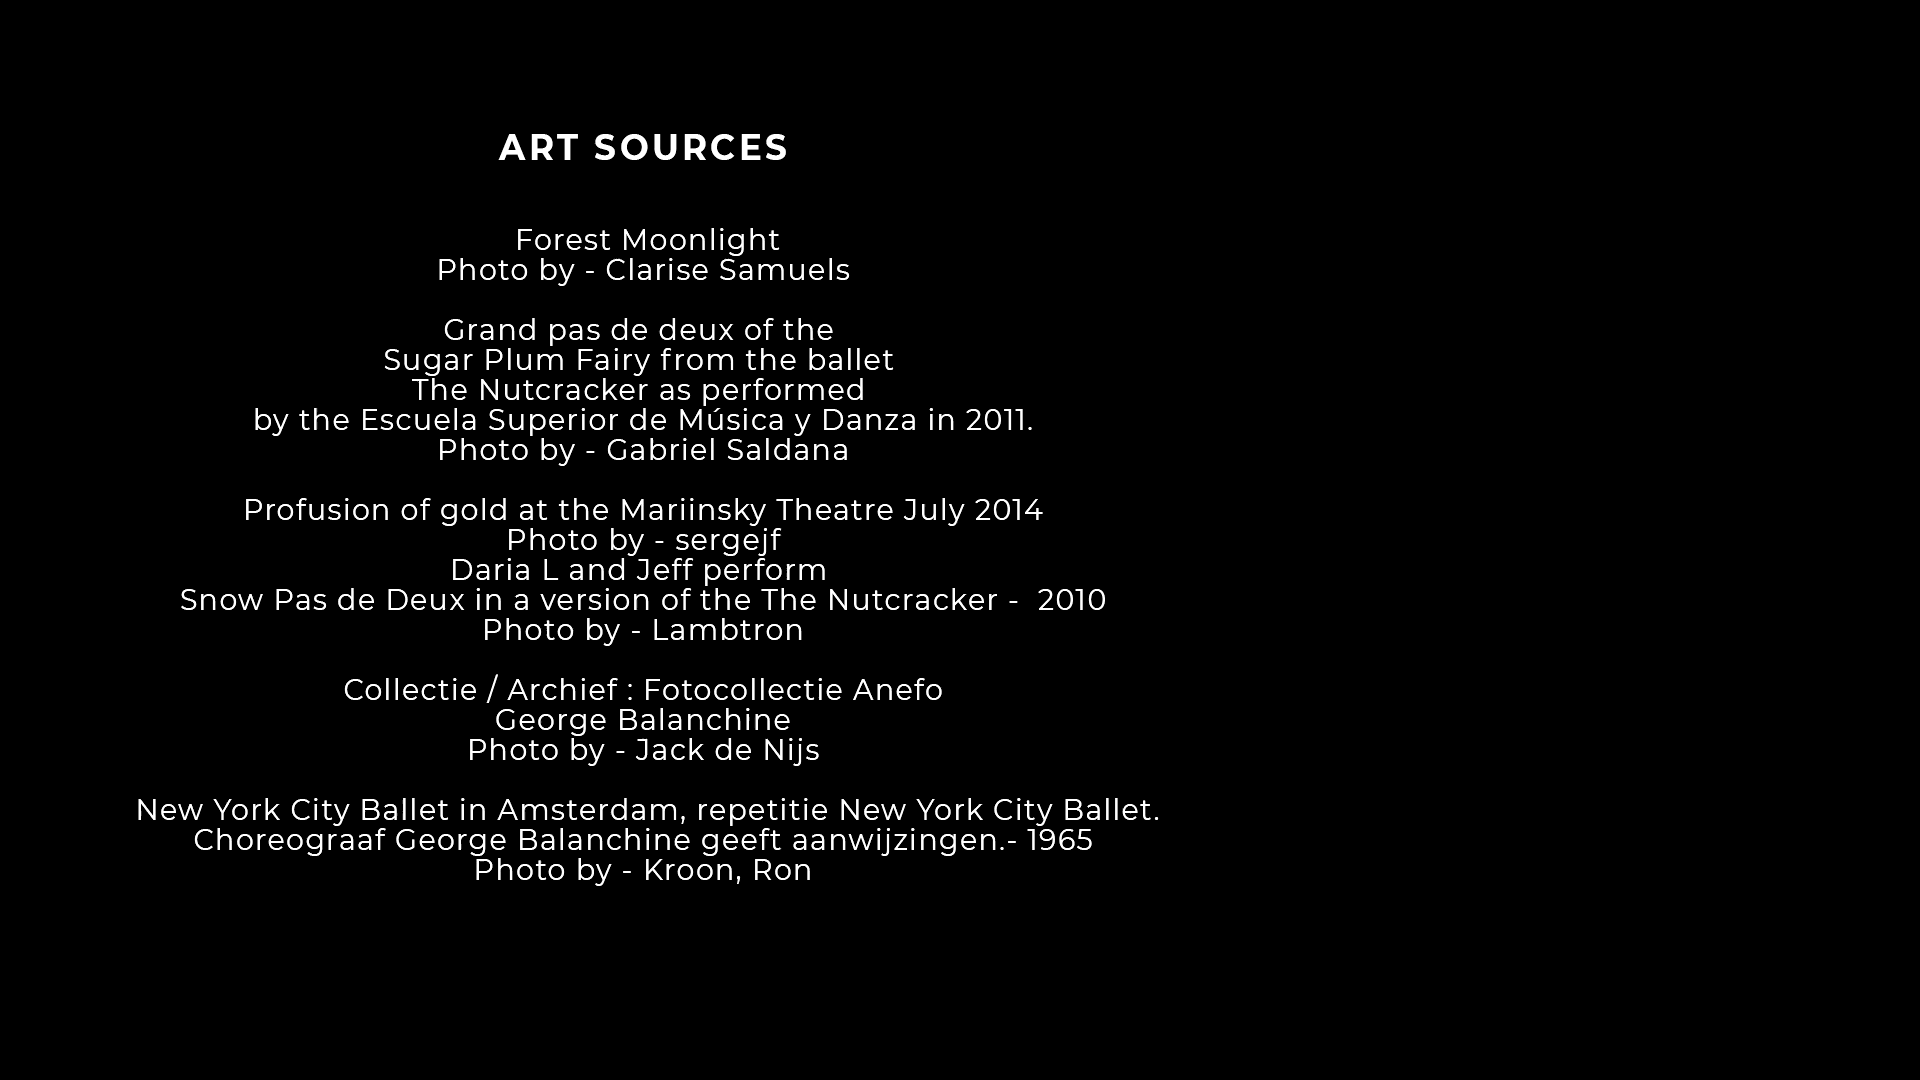 ART SOURCES
Forest Moonlight
Photo by - Clarise Samuels
Grand pas de deux of the
Sugar Plum Fairy from the ballet
The Nutcracker as performed
by the Escuela Superior de Música y Danza in 2011.
Photo by - Gabriel Saldana
Profusion of gold at the Mariinsky Theatre July 2014
Photo by - sergejf
Daria L and Jeff perform
Snow Pas de Deux in a version of the The Nutcracker -  2010
Photo by - Lambtron
Collectie / Archief : Fotocollectie Anefo
George Balanchine
Photo by - Jack de Nijs
New York City Ballet in Amsterdam, repetitie New York City Ballet.
Choreograaf George Balanchine geeft aanwijzingen.- 1965
Photo by - Kroon, Ron